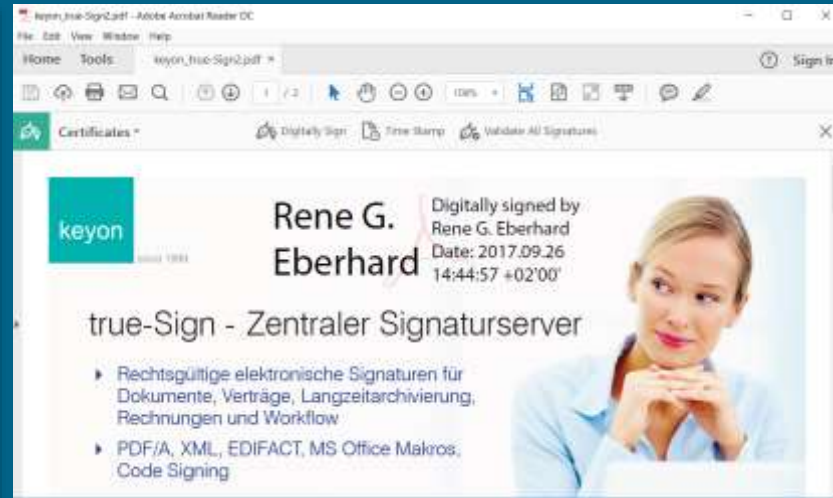 keyon_true-Sign2.pdf - Adobe Acrobat Reader DC
File Edit View Window Help
Home Tools keyon_true-Sign2.pdf ×
Sign In
1 / 2
Certificates
Digitally Sign Time Stamp Validate All Signatures
keyon
since 1999
Rene G.
Eberhard
Digitally signed by
Rene G. Eberhard
Date: 2017.09.26
14:44:57 +02'00'
true-Sign - Zentraler Signaturserver
Rechtsgültige elektronische Signaturen für
Dokumente, Verträge, Langzeitarchivierung,
Rechnungen und Workflow
PDF/A, XML, EDIFACT, MS Office Makros,
Code Signing